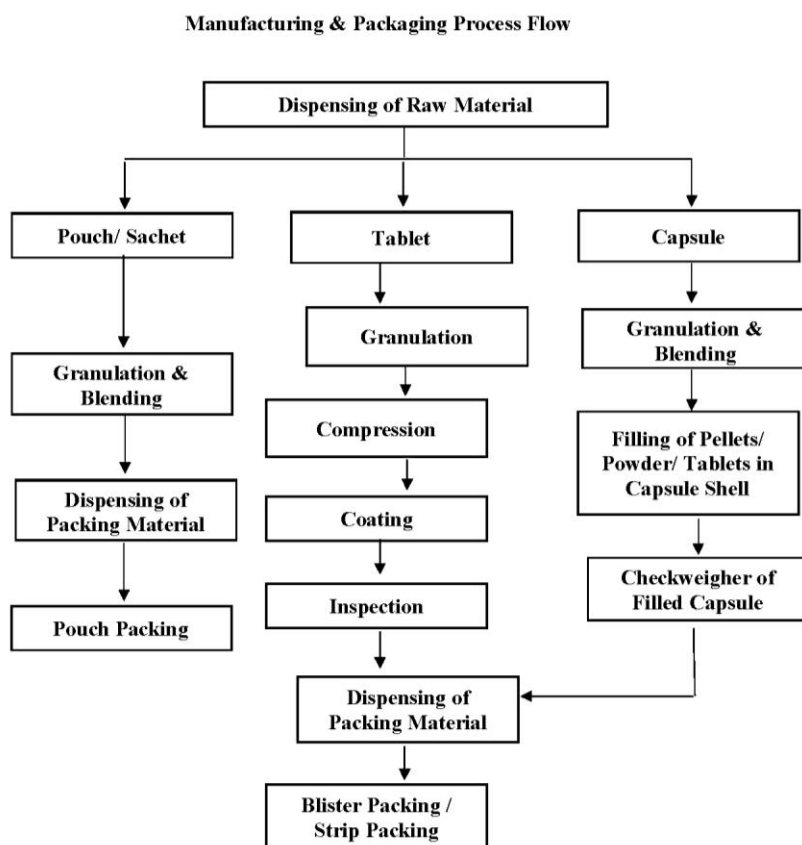 Manufacturing & Packaging Process Flow
Dispensing of Raw Material
Pouch/ Sachet
Tablet
Capsule
Granulation
Granulation &
Blending
Granulation &
Blending
Compression
Filling of Pellets/
Powder/ Tablets in
Capsule Shell
Dispensing of
Packing Material
Coating
Checkweigher of
Filled Capsule
Inspection
Pouch Packing
Dispensing of
Packing Material
Blister Packing /
Strip Packing